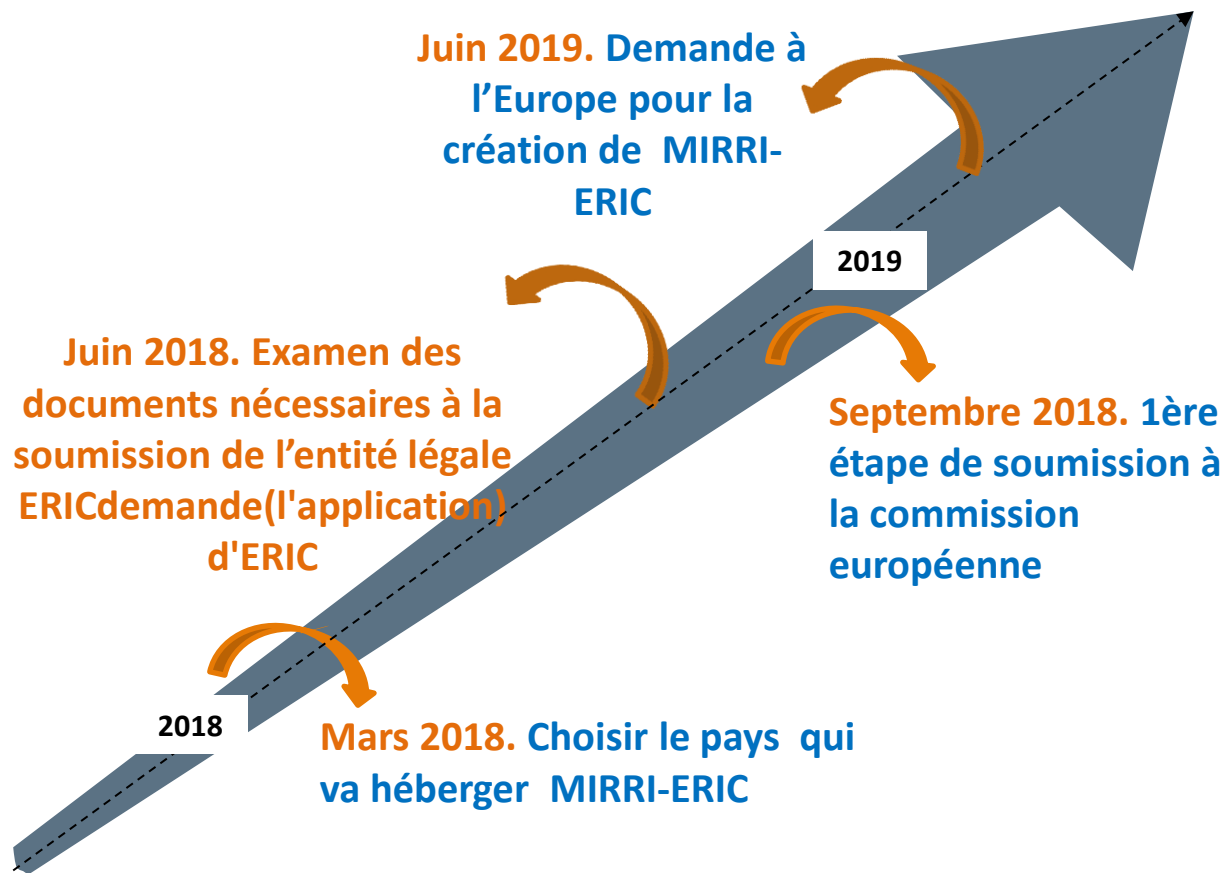 Juin 2019. Demande à
l’Europe pour la
création de MIRRI-
ERIC
2019
Juin 2018. Examen des
documents nécessaires à la
soumission de l’entité légale
ERICdemande(l'application)
d'ERIC
Septembre 2018. 1ère
étape de soumission à
la commission
européenne
2018
Mars 2018. Choisir le pays qui
va héberger MIRRI-ERIC